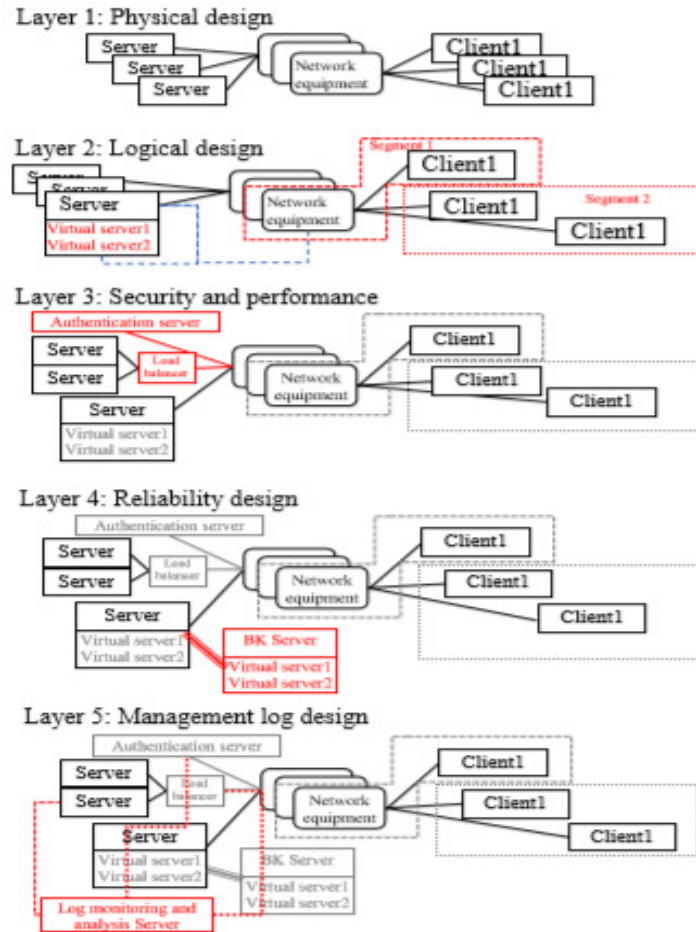 Layer 1: Physical design
Server
Server
Server
Network
equipment
Client1
Client1
Client1
Layer 2: Logical design
Server
Virtual server1
Virtual server2
Network
equipment
Segment 1
Client1
Client1
Segment 2
Client1
Layer 3: Security and performance
Authentication server
Server
Server
Load
balancer
Server
Virtual server1
Virtual server2
Network
equipment
Client1
Client1
Client1
Layer 4: Reliability design
Authentication server
Server
Server
Load
balancer
Server
Virtual server1
Virtual server2
BK Server
Virtual server1
Virtual server2
Network
equipment
Client1
Client1
Client1
Layer 5: Management log design
Authentication server
Server
Server
Load
balancer
Server
Virtual server1
Virtual server2
BK Server
Virtual server1
Virtual server2
Log monitoring and
analysis Server
Network
equipment
Client1
Client1
Client1